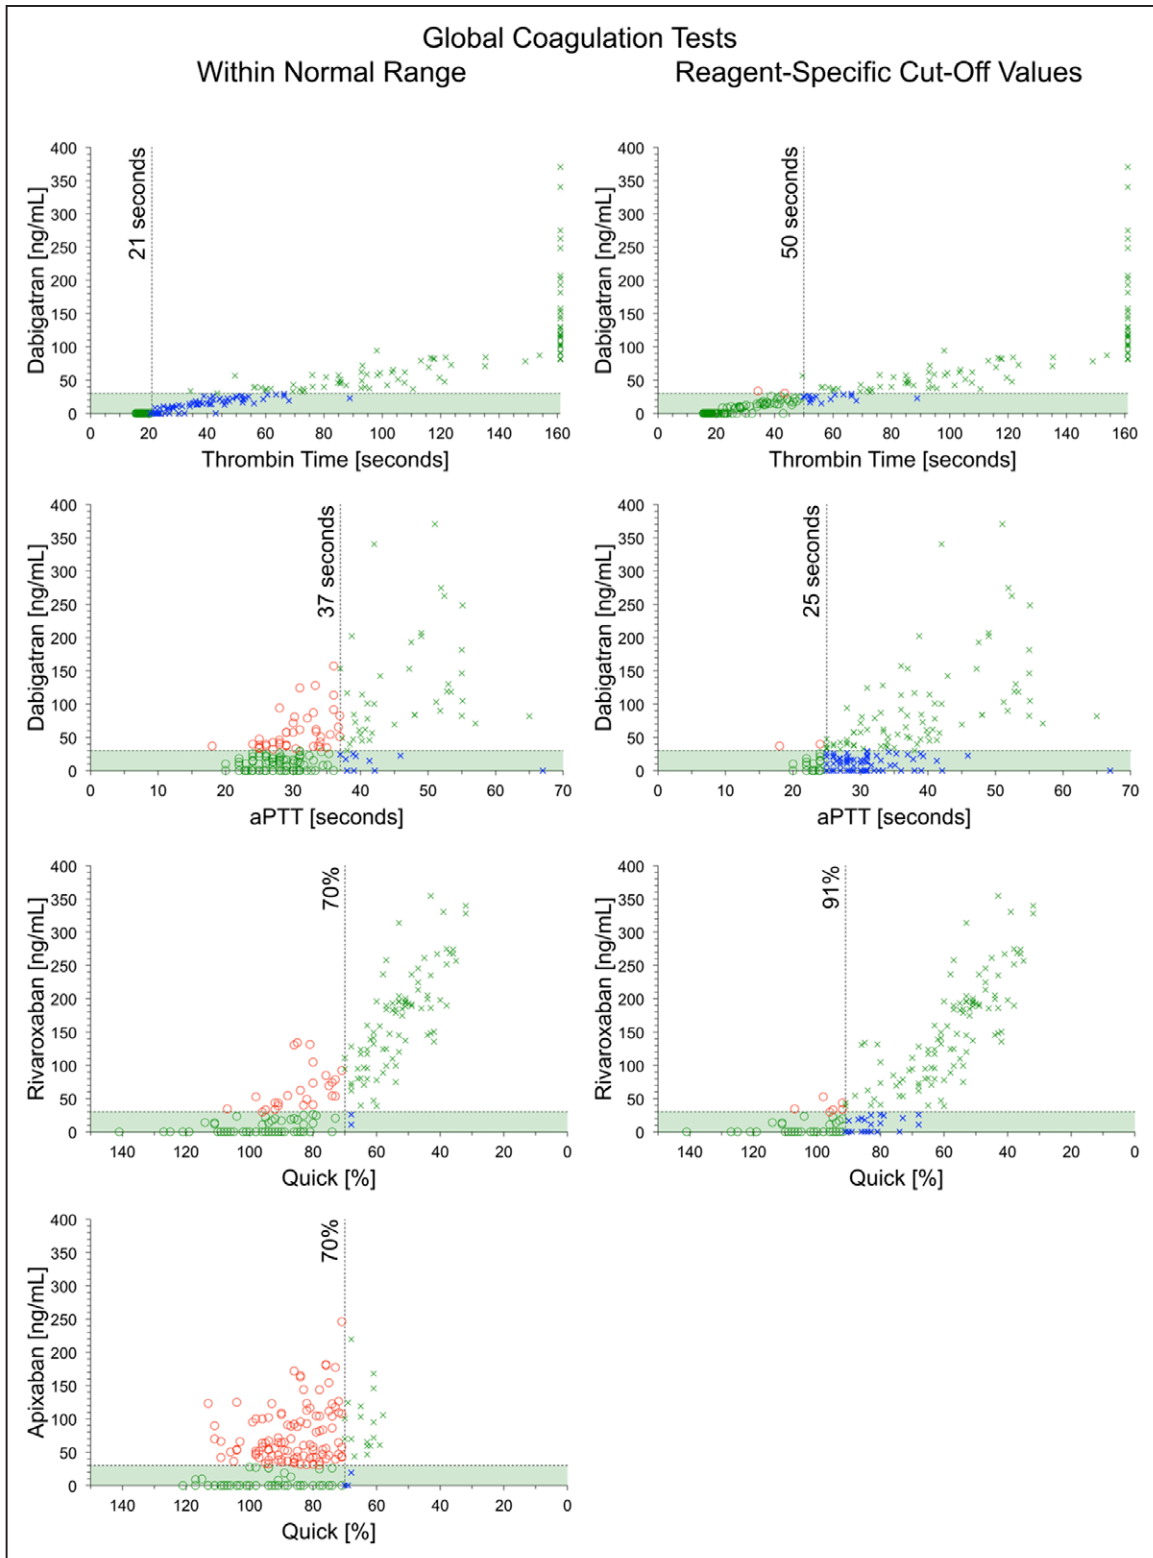 Global Coagulation Tests
Within Normal Range
Reagent-Specific Cut-Off Values
400
350
300
250
200
150
100
50
0
Dabigatran [ng/mL]
21 seconds
0 20 40 60 80 100 120 140 160
Thrombin Time [seconds]
400
350
300
250
200
150
100
50
0
Dabigatran [ng/mL]
50 seconds
0 20 40 60 80 100 120 140 160
Thrombin Time [seconds]
400
350
300
250
200
150
100
50
0
Dabigatran [ng/mL]
37 seconds
0 10 20 30 40 50 60 70
aPTT [seconds]
400
350
300
250
200
150
100
50
0
Dabigatran [ng/mL]
25 seconds
0 10 20 30 40 50 60 70
aPTT [seconds]
400
350
300
250
200
150
100
50
0
Rivaroxaban [ng/mL]
70%
140 120 100 80 60 40 20 0
Quick [%]
400
350
300
250
200
150
100
50
0
Rivaroxaban [ng/mL]
91%
140 120 100 80 60 40 20 0
Quick [%]
400
350
300
250
200
150
100
50
0
Apixaban [ng/mL]
70%
140 120 100 80 60 40 20 0
Quick [%]